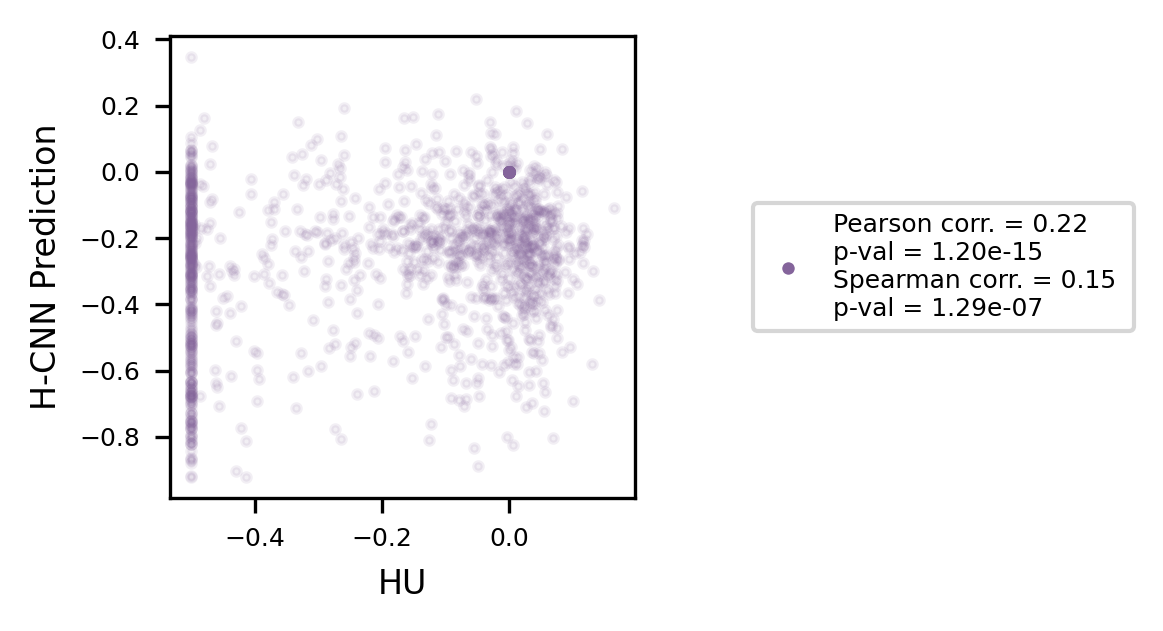 0.4
0.2
0.0
−0.2
−0.4
−0.6
−0.8
H-CNN Prediction
−0.4
−0.2
0.0
HU
Pearson corr. = 0.22
p-val = 1.20e-15
Spearman corr. = 0.15
p-val = 1.29e-07